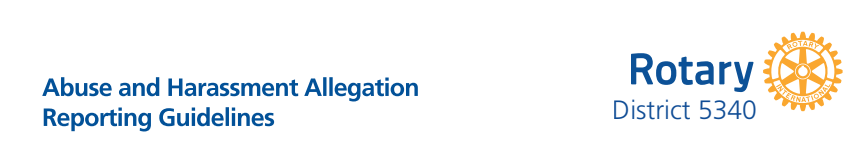 Abuse and Harassment Allegation
Reporting Guidelines
Rotary
District 5340
ROTARY
INTERNATIONAL